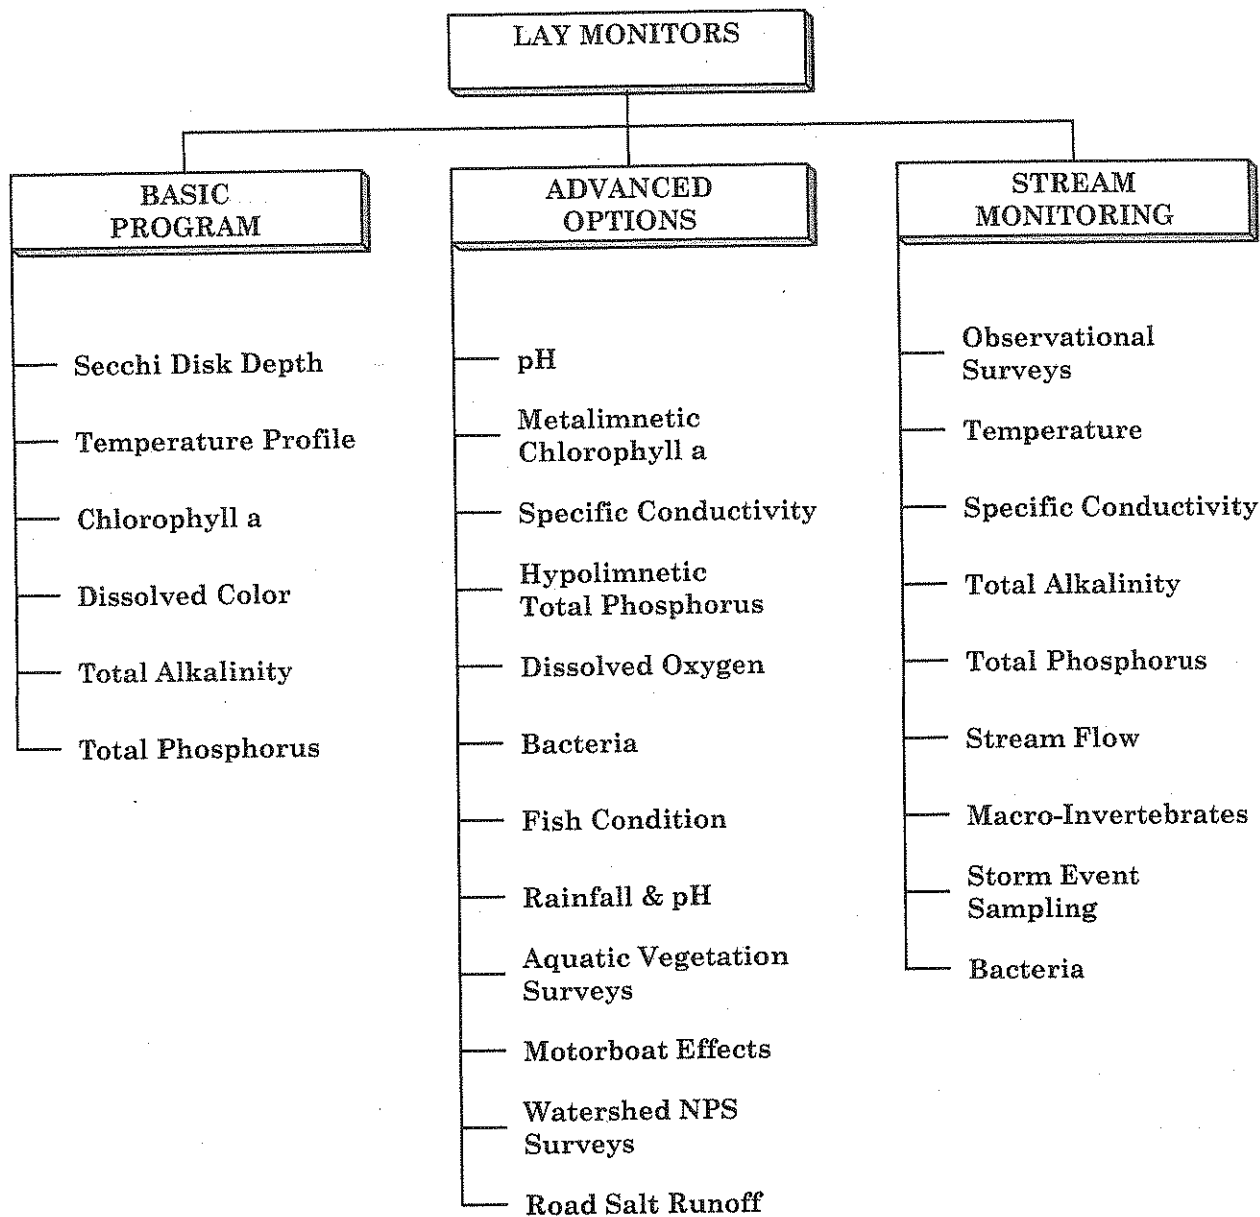 LAY MONITORS
BASIC
PROGRAM
Secchi Disk Depth
Temperature Profile
Chlorophyll a
Dissolved Color
Total Alkalinity
Total Phosphorus
ADVANCED
OPTIONS
pH
Metalimnetic
Chlorophyll a
Specific Conductivity
Hypolimnetic
Total Phosphorus
Dissolved Oxygen
Bacteria
Fish Condition
Rainfall & pH
Aquatic Vegetation
Surveys
Motorboat Effects
Watershed NPS
Surveys
Road Salt Runoff
STREAM
MONITORING
Observational
Surveys
Temperature
Specific Conductivity
Total Alkalinity
Total Phosphorus
Stream Flow
Macro-Invertebrates
Storm Event
Sampling
Bacteria